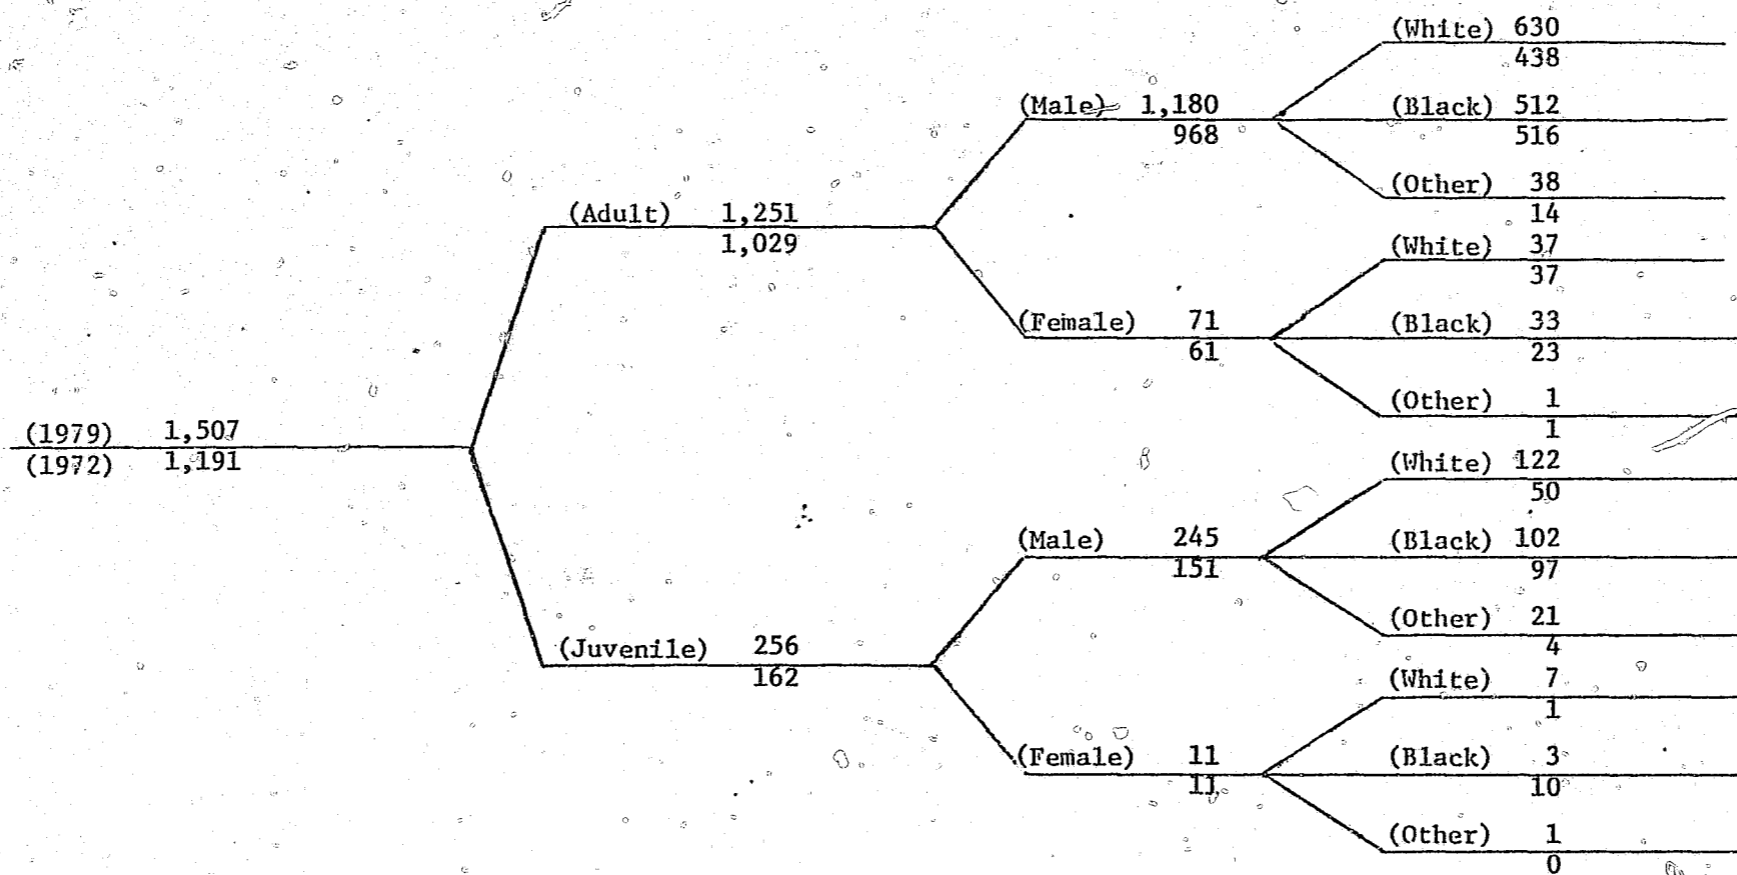 (White) 630
438
(Male) 1,180
968
(Black) 512
516
(Other) 38
14
(Adult) 1,251
1,029
(White) 37
37
(Female) 71
61
(Black) 33
23
(Other) 1
1
(1979) 1,507
(1972) 1,191
(White) 122
50
(Male) 245
151
(Black) 102
97
(Other) 21
4
(Juvenile) 256
162
(White) 7
1
(Female) 11
11
(Black) 3
10
(Other) 1
0